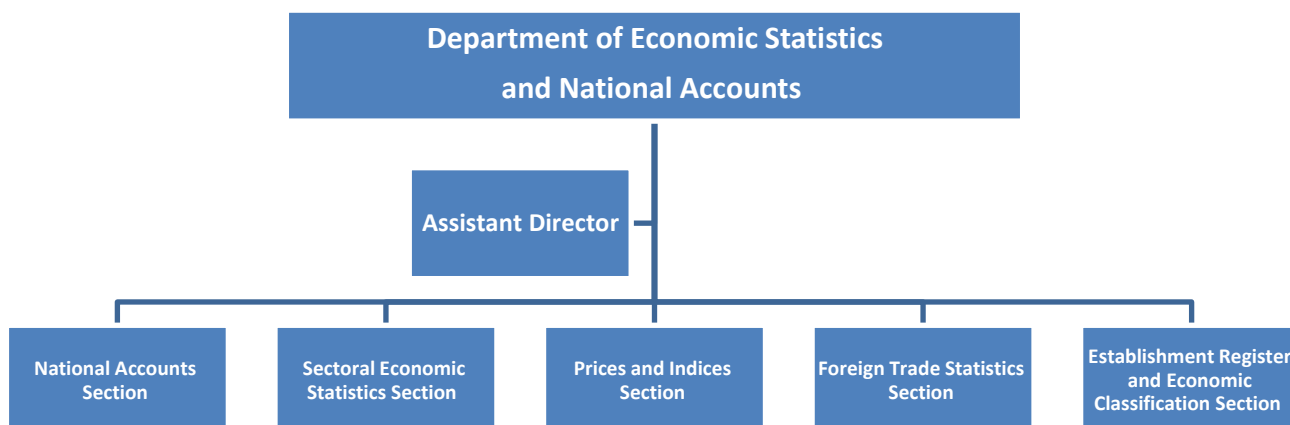 Department of Economic Statistics
and National Accounts
Assistant Director
National Accounts
Section
Sectoral Economic
Statistics Section
Prices and Indices
Section
Foreign Trade Statistics
Section
Establishment Register
and Economic
Classification Section